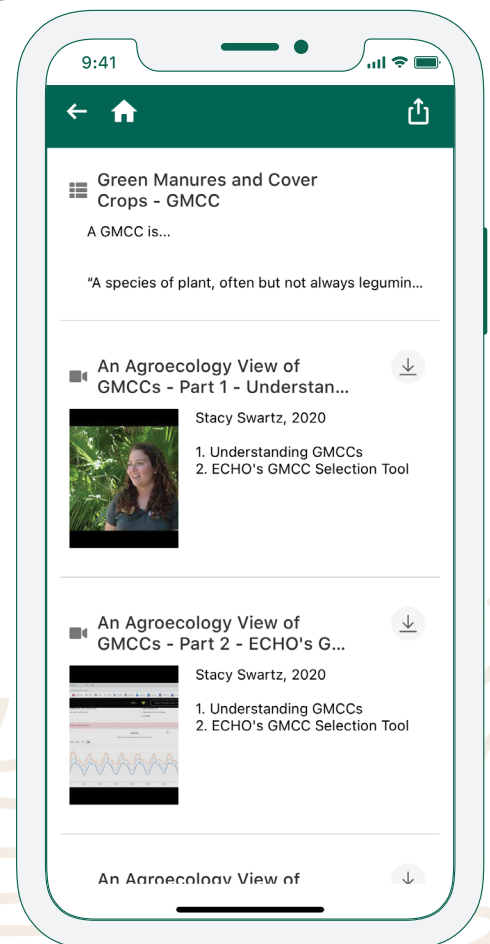 9:41
Green Manures and Cover
Crops - GMCC
A GMCC is...
“A species of plant, often but not always legumin...
An Agroecology View of
GMCCs - Part 1 - Understan...
Stacy Swartz, 2020
1. Understanding GMCCs
2. ECHO's GMCC Selection Tool
An Agroecology View of
GMCCs - Part 2 - ECHO's G...
Stacy Swartz, 2020
1. Understanding GMCCs
2. ECHO's GMCC Selection Tool
An Agroecology View of